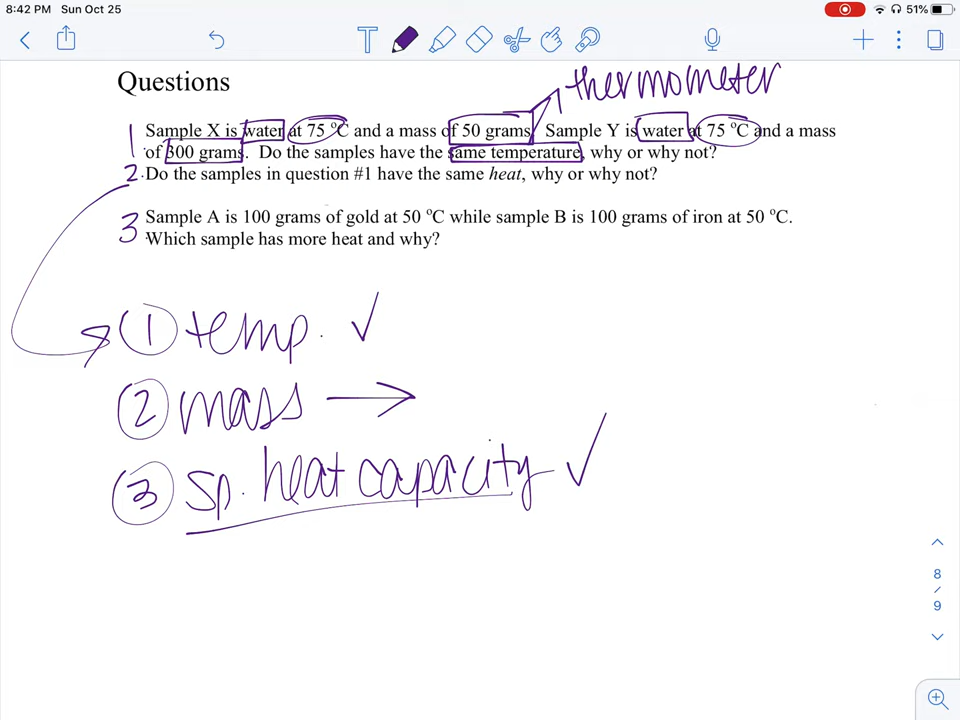 8:42 PM Sun Oct 25 51%
T
Questions
thermometer
1 Sample X is water at 75 °C and a mass of 50 grams. Sample Y is water at 75 °C and a mass
of 300 grams. Do the samples have the same temperature, why or why not?
2. Do the samples in question #1 have the same heat, why or why not?
3 Sample A is 100 grams of gold at 50 °C while sample B is 100 grams of iron at 50 °C.
Which sample has more heat and why?
① temp. ✓
② mass →
③ sp. heat capacity ✓
8
/
9